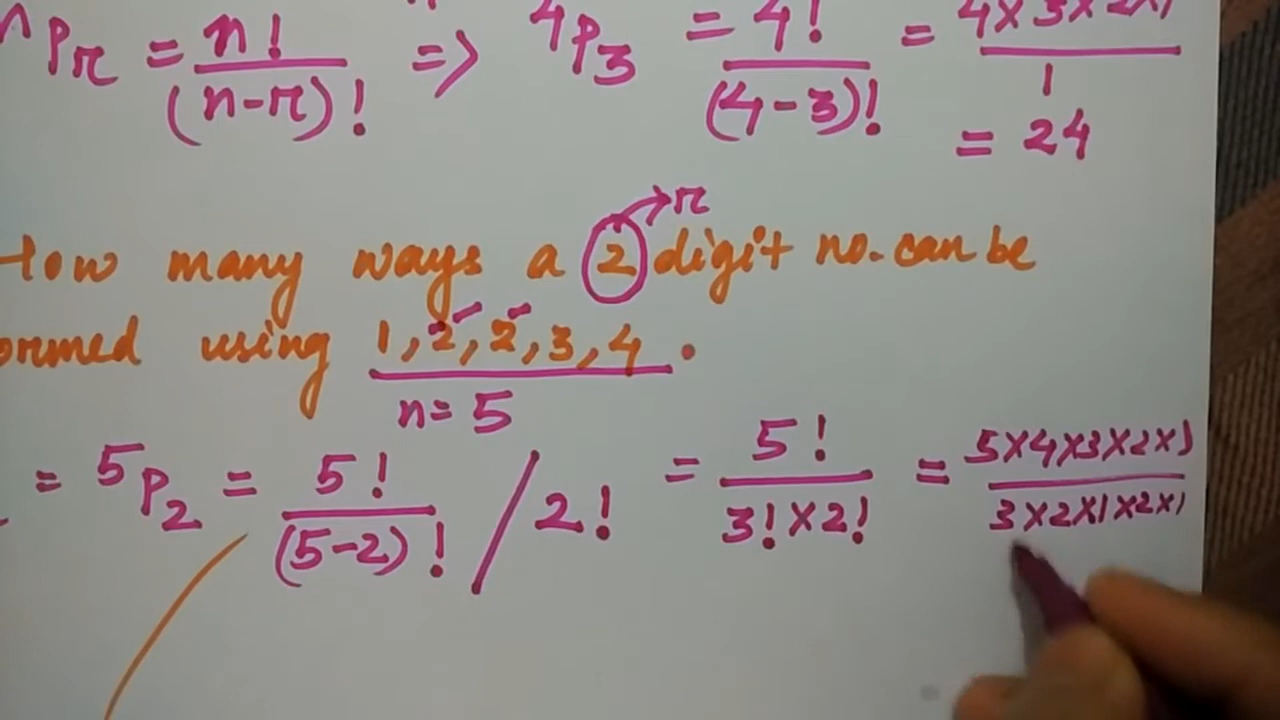 nPr = n! / (n-r)! => 4P3 = 4! / (4-3)! = 4×3×2×1 / 1
= 24
r
How many ways a 2 digit no. can be
ormed using 1,2,2,3,4.
n=5
= 5P2 = 5! / (5-2)! / 2! = 5! / 3!×2! = 5×4×3×2×1 / 3×2×1×2×1